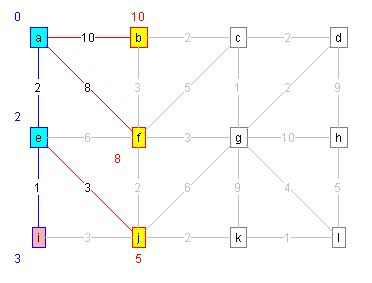 0 10
a 10 b 2 c 2 d
2 8 3 5 1 2 9
2
e 6 f 3 g 10 h
8
1 3 2 6 9 4 5
i 3 j 2 k 1 l
3 5